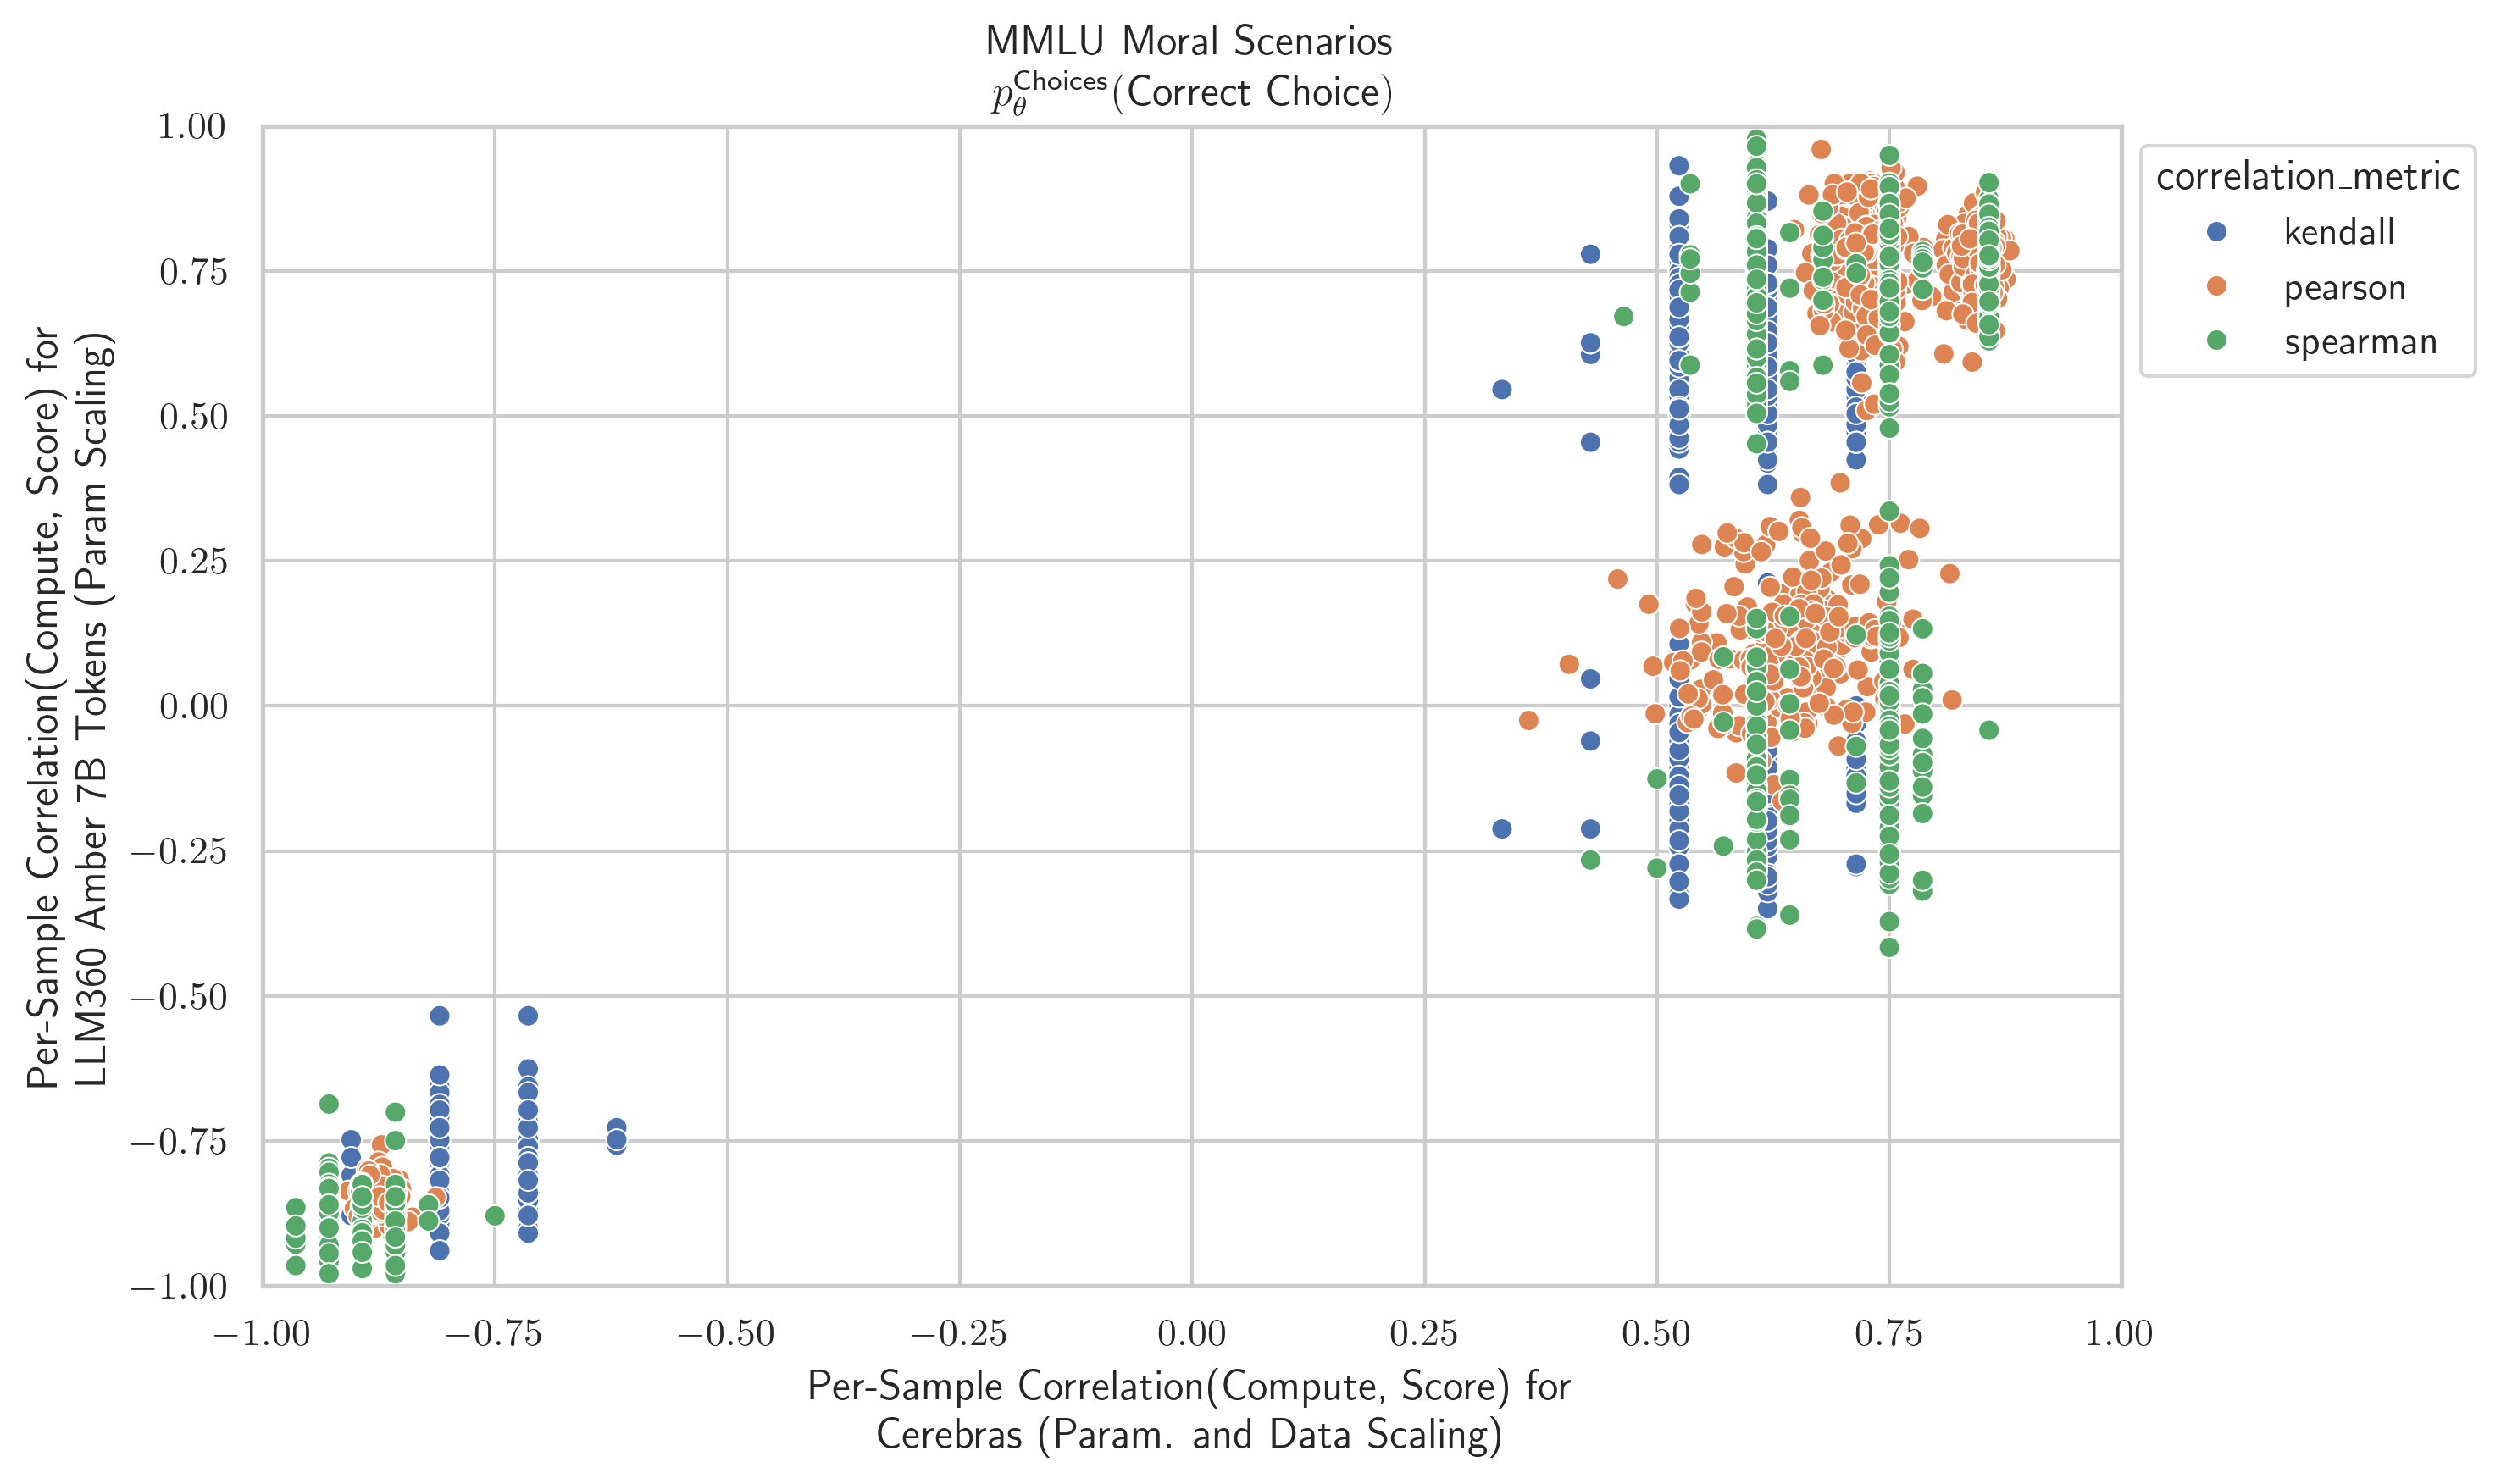 MMLU Moral Scenarios
p_θ^Choices(Correct Choice)
1.00
0.75
0.50
0.25
0.00
−0.25
−0.50
−0.75
−1.00
Per-Sample Correlation(Compute, Score) for
LLM360 Amber 7B Tokens (Param Scaling)
correlation_metric
kendall
pearson
spearman
−1.00 −0.75 −0.50 −0.25 0.00 0.25 0.50 0.75 1.00
Per-Sample Correlation(Compute, Score) for
Cerebras (Param. and Data Scaling)